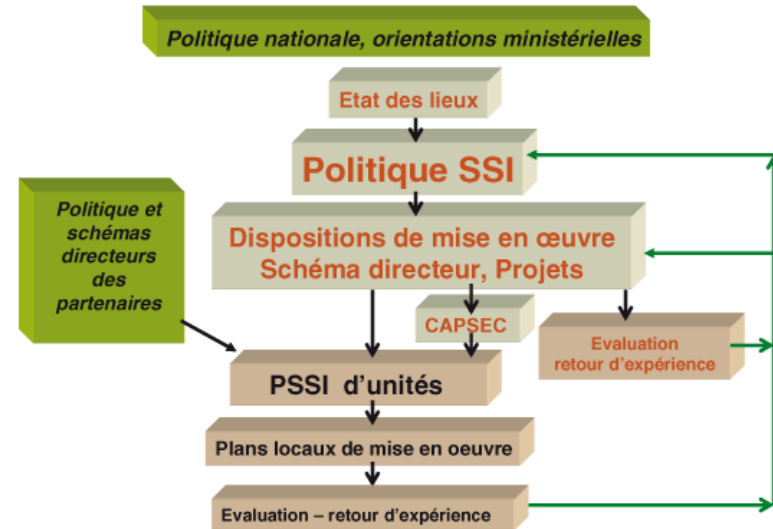 Politique nationale, orientations ministérielles
Etat des lieux
Politique SSI
Politique et
schémas
directeurs
des
partenaires
Dispositions de mise en œuvre
Schéma directeur, Projets
CAPSEC
Evaluation
retour d'expérience
PSSI d'unités
Plans locaux de mise en oeuvre
Evaluation – retour d'expérience